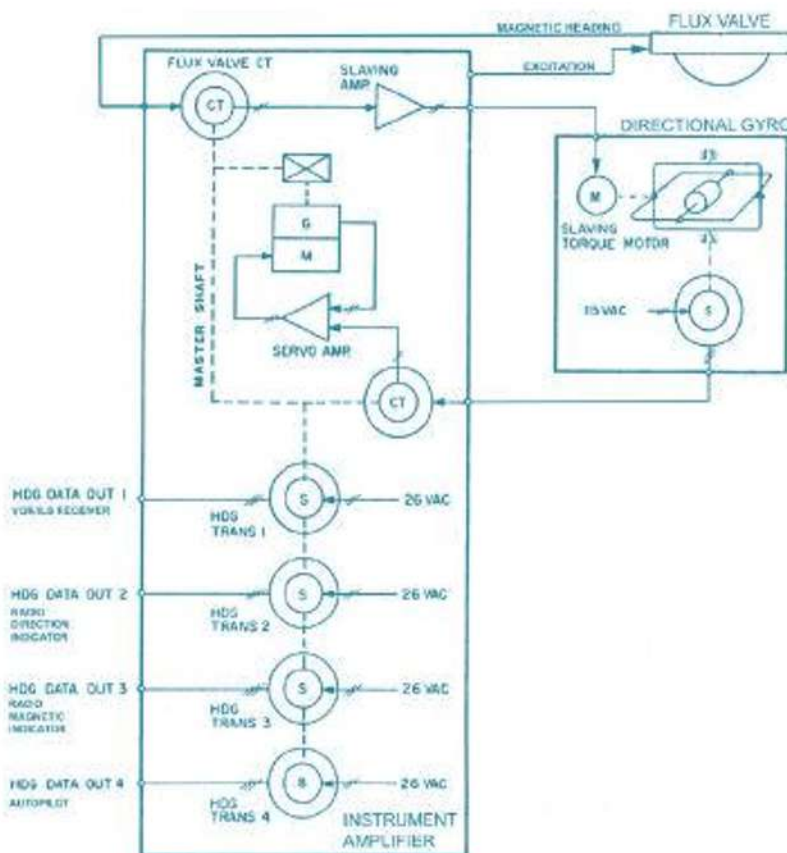 MAGNETIC HEADING
FLUX VALVE
FLUX VALVE CT
SLAVING
AMP.
EXCITATION
CT
DIRECTIONAL GYRO
M
SLAVING
TORQUE MOTOR
G
M
115 VAC
S
MASTER SHAFT
SERVO AMP.
CT
HDG DATA OUT 1
VOR/ILS RECEIVER
S
26 VAC
HDG
TRANS 1
HDG DATA OUT 2
RADIO
DIRECTION
INDICATOR
S
26 VAC
HDG
TRANS 2
HDG DATA OUT 3
RADIO
MAGNETIC
INDICATOR
S
26 VAC
HDG
TRANS 3
HDG DATA OUT 4
AUTOPILOT
S
26 VAC
HDG
TRANS 4
INSTRUMENT
AMPLIFIER